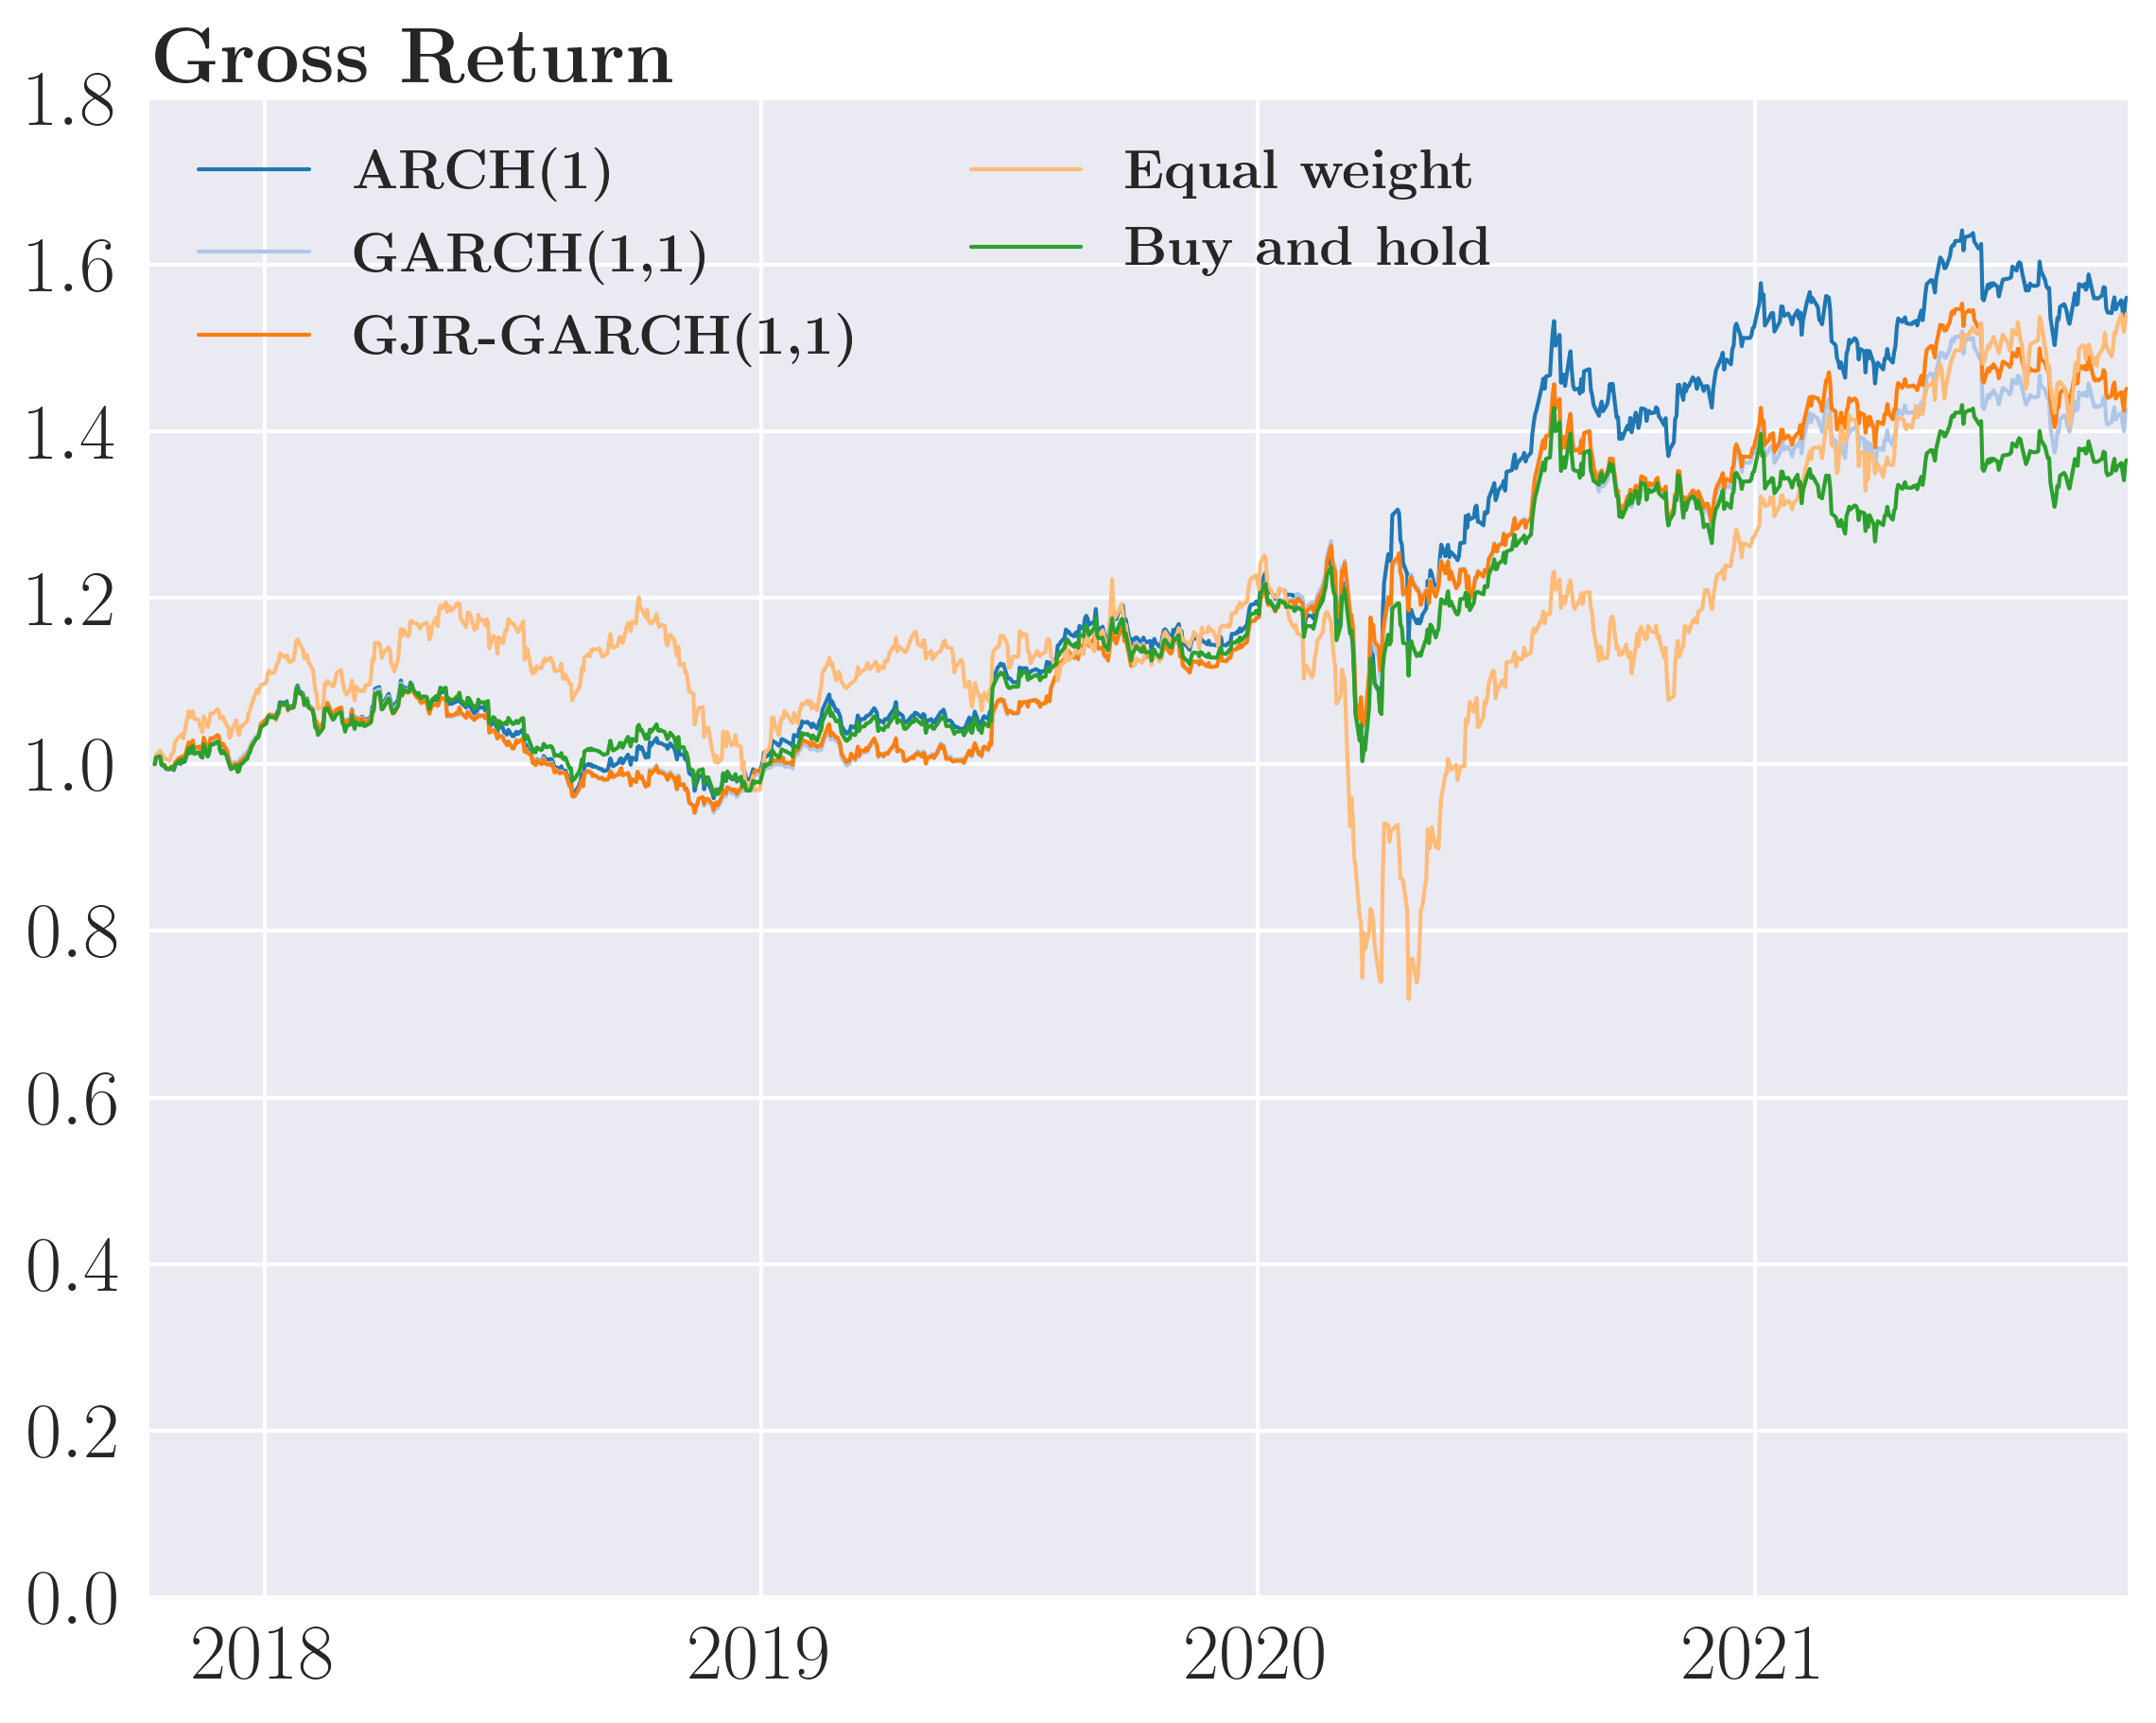 Gross Return
1.8
1.6
1.4
1.2
1.0
0.8
0.6
0.4
0.2
0.0
ARCH(1)
GARCH(1,1)
GJR-GARCH(1,1)
Equal weight
Buy and hold
2018 2019 2020 2021